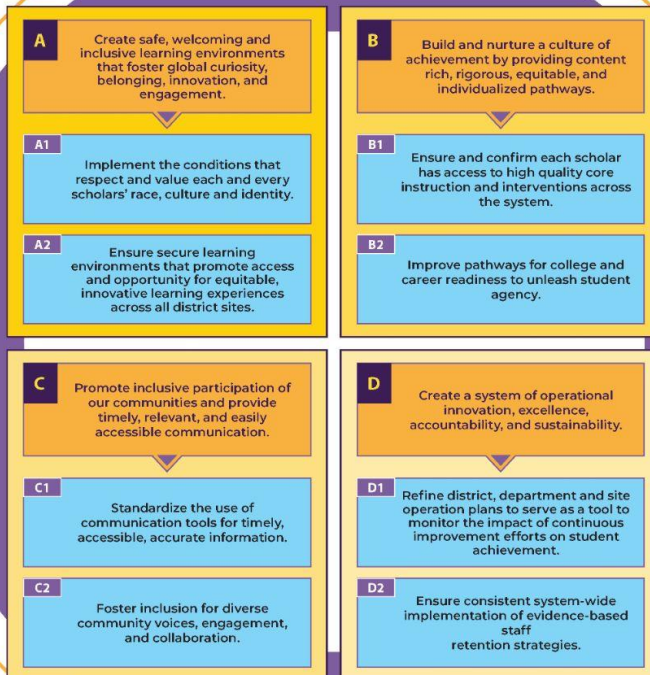 A
Create safe, welcoming and
inclusive learning environments
that foster global curiosity,
belonging, innovation, and
engagement.
A1
Implement the conditions that
respect and value each and every
scholars' race, culture and identity.
A2
Ensure secure learning
environments that promote access
and opportunity for equitable,
innovative learning experiences
across all district sites.
B
Build and nurture a culture of
achievement by providing content
rich, rigorous, equitable, and
individualized pathways.
B1
Ensure and confirm each scholar
has access to high quality core
instruction and interventions across
the system.
B2
Improve pathways for college and
career readiness to unleash student
agency.
C
Promote inclusive participation of
our communities and provide
timely, relevant, and easily
accessible communication.
C1
Standardize the use of
communication tools for timely,
accessible, accurate information.
C2
Foster inclusion for diverse
community voices, engagement,
and collaboration.
D
Create a system of operational
innovation, excellence,
accountability, and sustainability.
D1
Refine district, department and site
operation plans to serve as a tool to
monitor the impact of continuous
improvement efforts on student
achievement.
D2
Ensure consistent system-wide
implementation of evidence-based
staff
retention strategies.